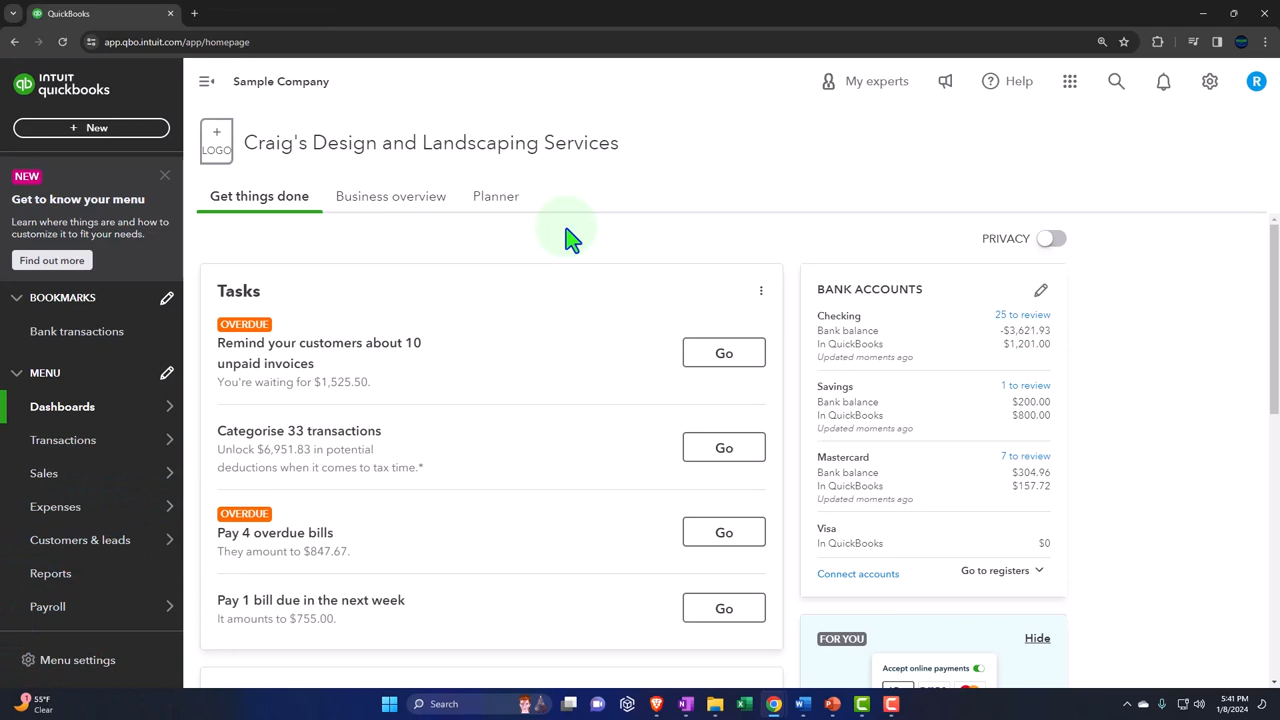 QuickBooks
app.qbo.intuit.com/app/homepage
INTUIT
quickbooks
Sample Company
My experts
Help
R
+ New
+
LOGO
Craig's Design and Landscaping Services
NEW
Get to know your menu
Learn where things are and how to
customize it to fit your needs.
Find out more
Get things done
Business overview
Planner
PRIVACY
BOOKMARKS
Bank transactions
MENU
Dashboards
Transactions
Sales
Expenses
Customers & leads
Reports
Payroll
Menu settings
Tasks
OVERDUE
Remind your customers about 10
unpaid invoices
You're waiting for $1,525.50.
Go
Categorise 33 transactions
Unlock $6,951.83 in potential
deductions when it comes to tax time.*
Go
OVERDUE
Pay 4 overdue bills
They amount to $847.67.
Go
Pay 1 bill due in the next week
It amounts to $755.00.
Go
BANK ACCOUNTS
Checking 25 to review
Bank balance -$3,621.93
In QuickBooks $1,201.00
Updated moments ago
Savings 1 to review
Bank balance $200.00
In QuickBooks $800.00
Updated moments ago
Mastercard 7 to review
Bank balance $304.96
In QuickBooks $157.72
Updated moments ago
Visa
In QuickBooks $0
Connect accounts
Go to registers
FOR YOU
Hide
Accept online payments
55°F
Clear
Search
5:41 PM
1/8/2024